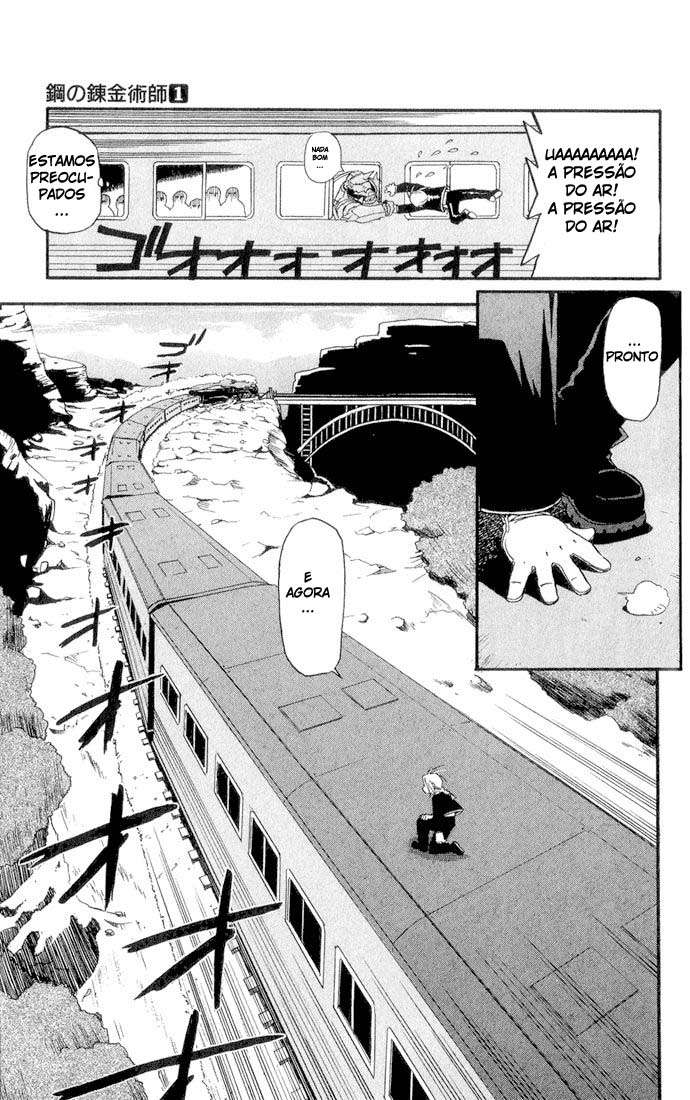 鋼の錬金術師1
UAAAAAAAAA!
A PRESSÃO
DO AR!
A PRESSÃO
DO AR!
NADA
BOM
...
ESTAMOS
PREOCU-
PADOS
...
ゴオオォオオオォ
...
PRONTO
E
AGORA
...